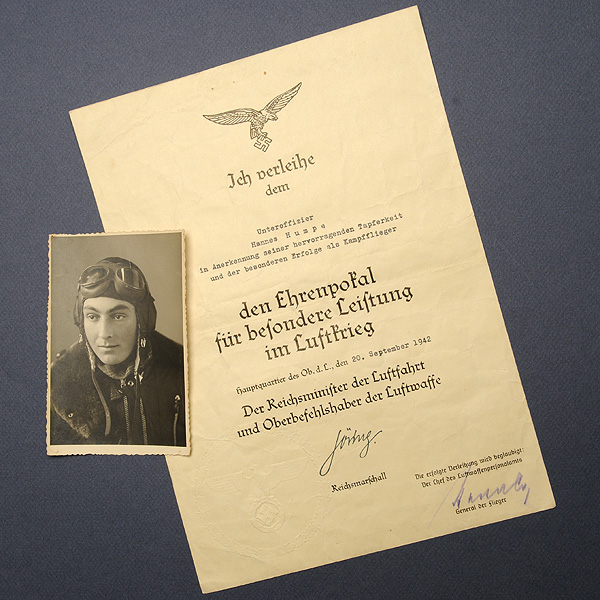 Ich verleihe
dem
Unteroffizier
Hannes Humpe
in Anerkennung seiner hervorragenden Tapferkeit
und der besonderen Erfolge als Kampfflieger
den Ehrenpokal
für besondere Leistung
im Luftkrieg
Hauptquartier des Ob. d. L., den 20. September 1942
Der Reichsminister der Luftfahrt
und Oberbefehlshaber der Luftwaffe
Göring.
Reichsmarschall
Die erfolgte Verleihung wird beglaubigt:
Der Chef des Luftwaffenpersonalamts
General der Flieger